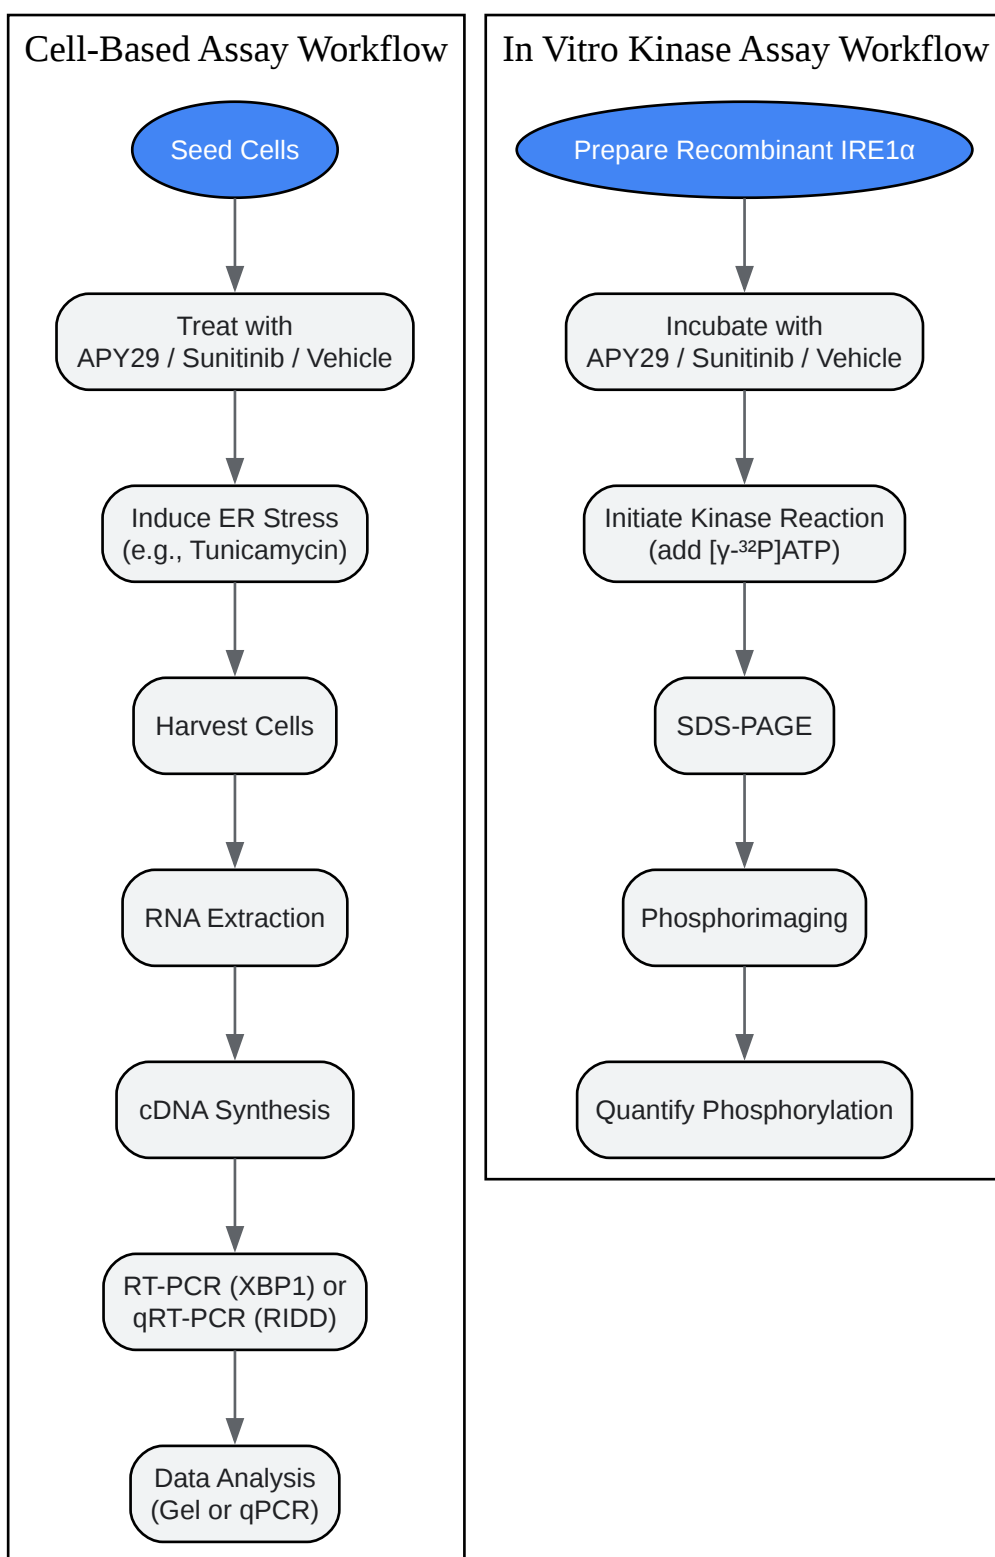 Cell-Based Assay Workflow
Seed Cells
Treat with
APY29 / Sunitinib / Vehicle
Induce ER Stress
(e.g., Tunicamycin)
Harvest Cells
RNA Extraction
cDNA Synthesis
RT-PCR (XBP1) or
qRT-PCR (RIDD)
Data Analysis
(Gel or qPCR)
In Vitro Kinase Assay Workflow
Prepare Recombinant IRE1α
Incubate with
APY29 / Sunitinib / Vehicle
Initiate Kinase Reaction
(add [γ-³²P]ATP)
SDS-PAGE
Phosphorimaging
Quantify Phosphorylation